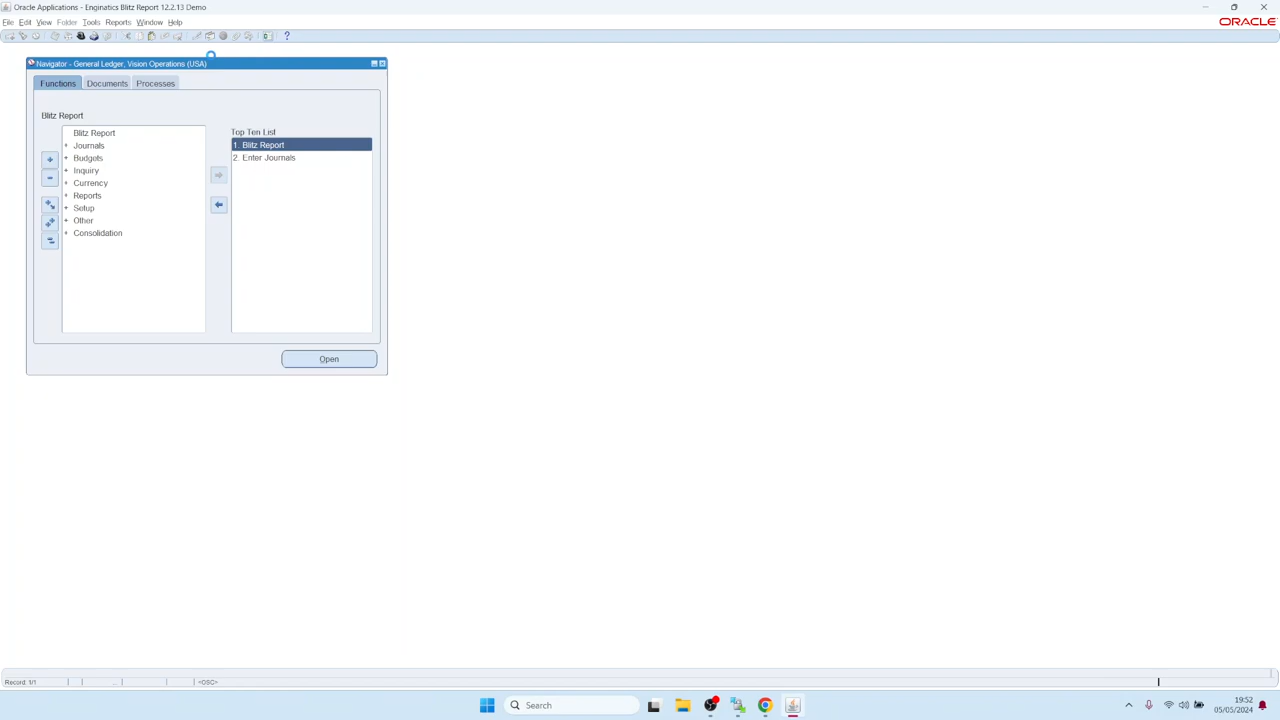 Oracle Applications - Enginatics Blitz Report 12.2.13 Demo
File Edit View Folder Tools Reports Window Help
ORACLE
Navigator - General Ledger, Vision Operations (USA)
Functions Documents Processes
Blitz Report
Top Ten List
Blitz Report
+ Journals
+ Budgets
+ Inquiry
+ Currency
+ Reports
+ Setup
+ Other
+ Consolidation
1. Blitz Report
2. Enter Journals
Open
Record: 1/1 ... <OSC>
Search
19:52
05/05/2024